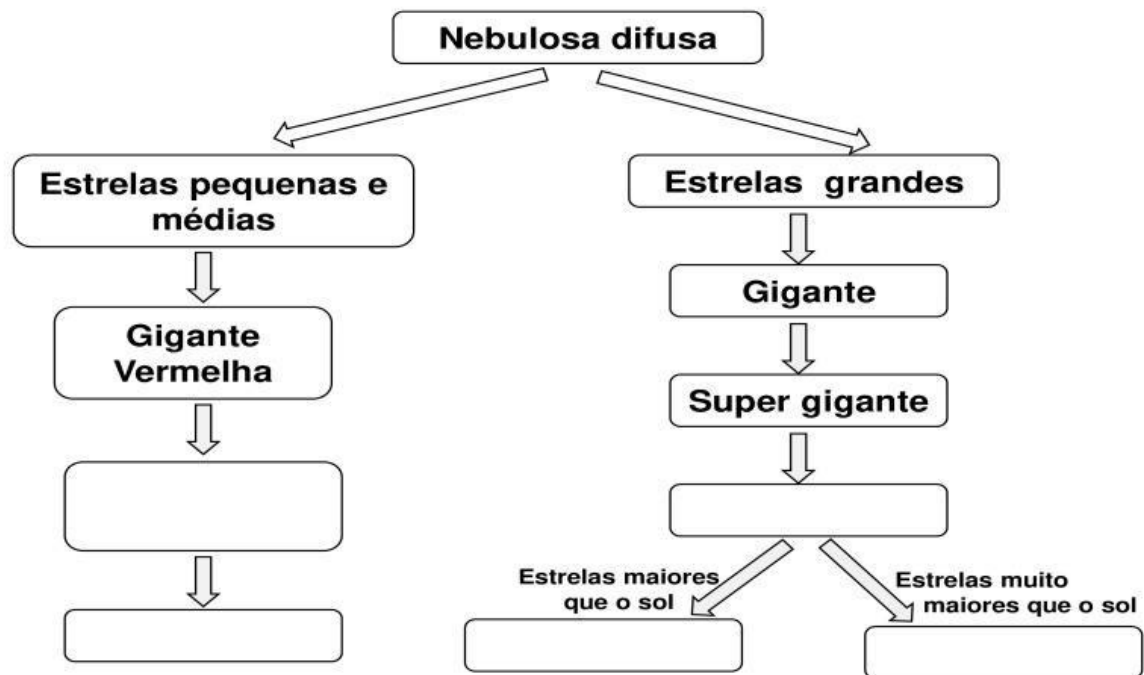 Nebulosa difusa
Estrelas pequenas e
médias
Estrelas grandes
Gigante
Vermelha
Gigante
Super gigante
Estrelas maiores
que o sol
Estrelas muito
maiores que o sol